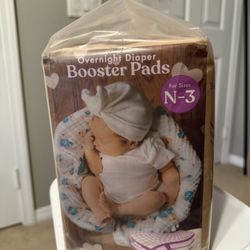 Overnight Diaper
Booster Pads
For Sizes
N-3